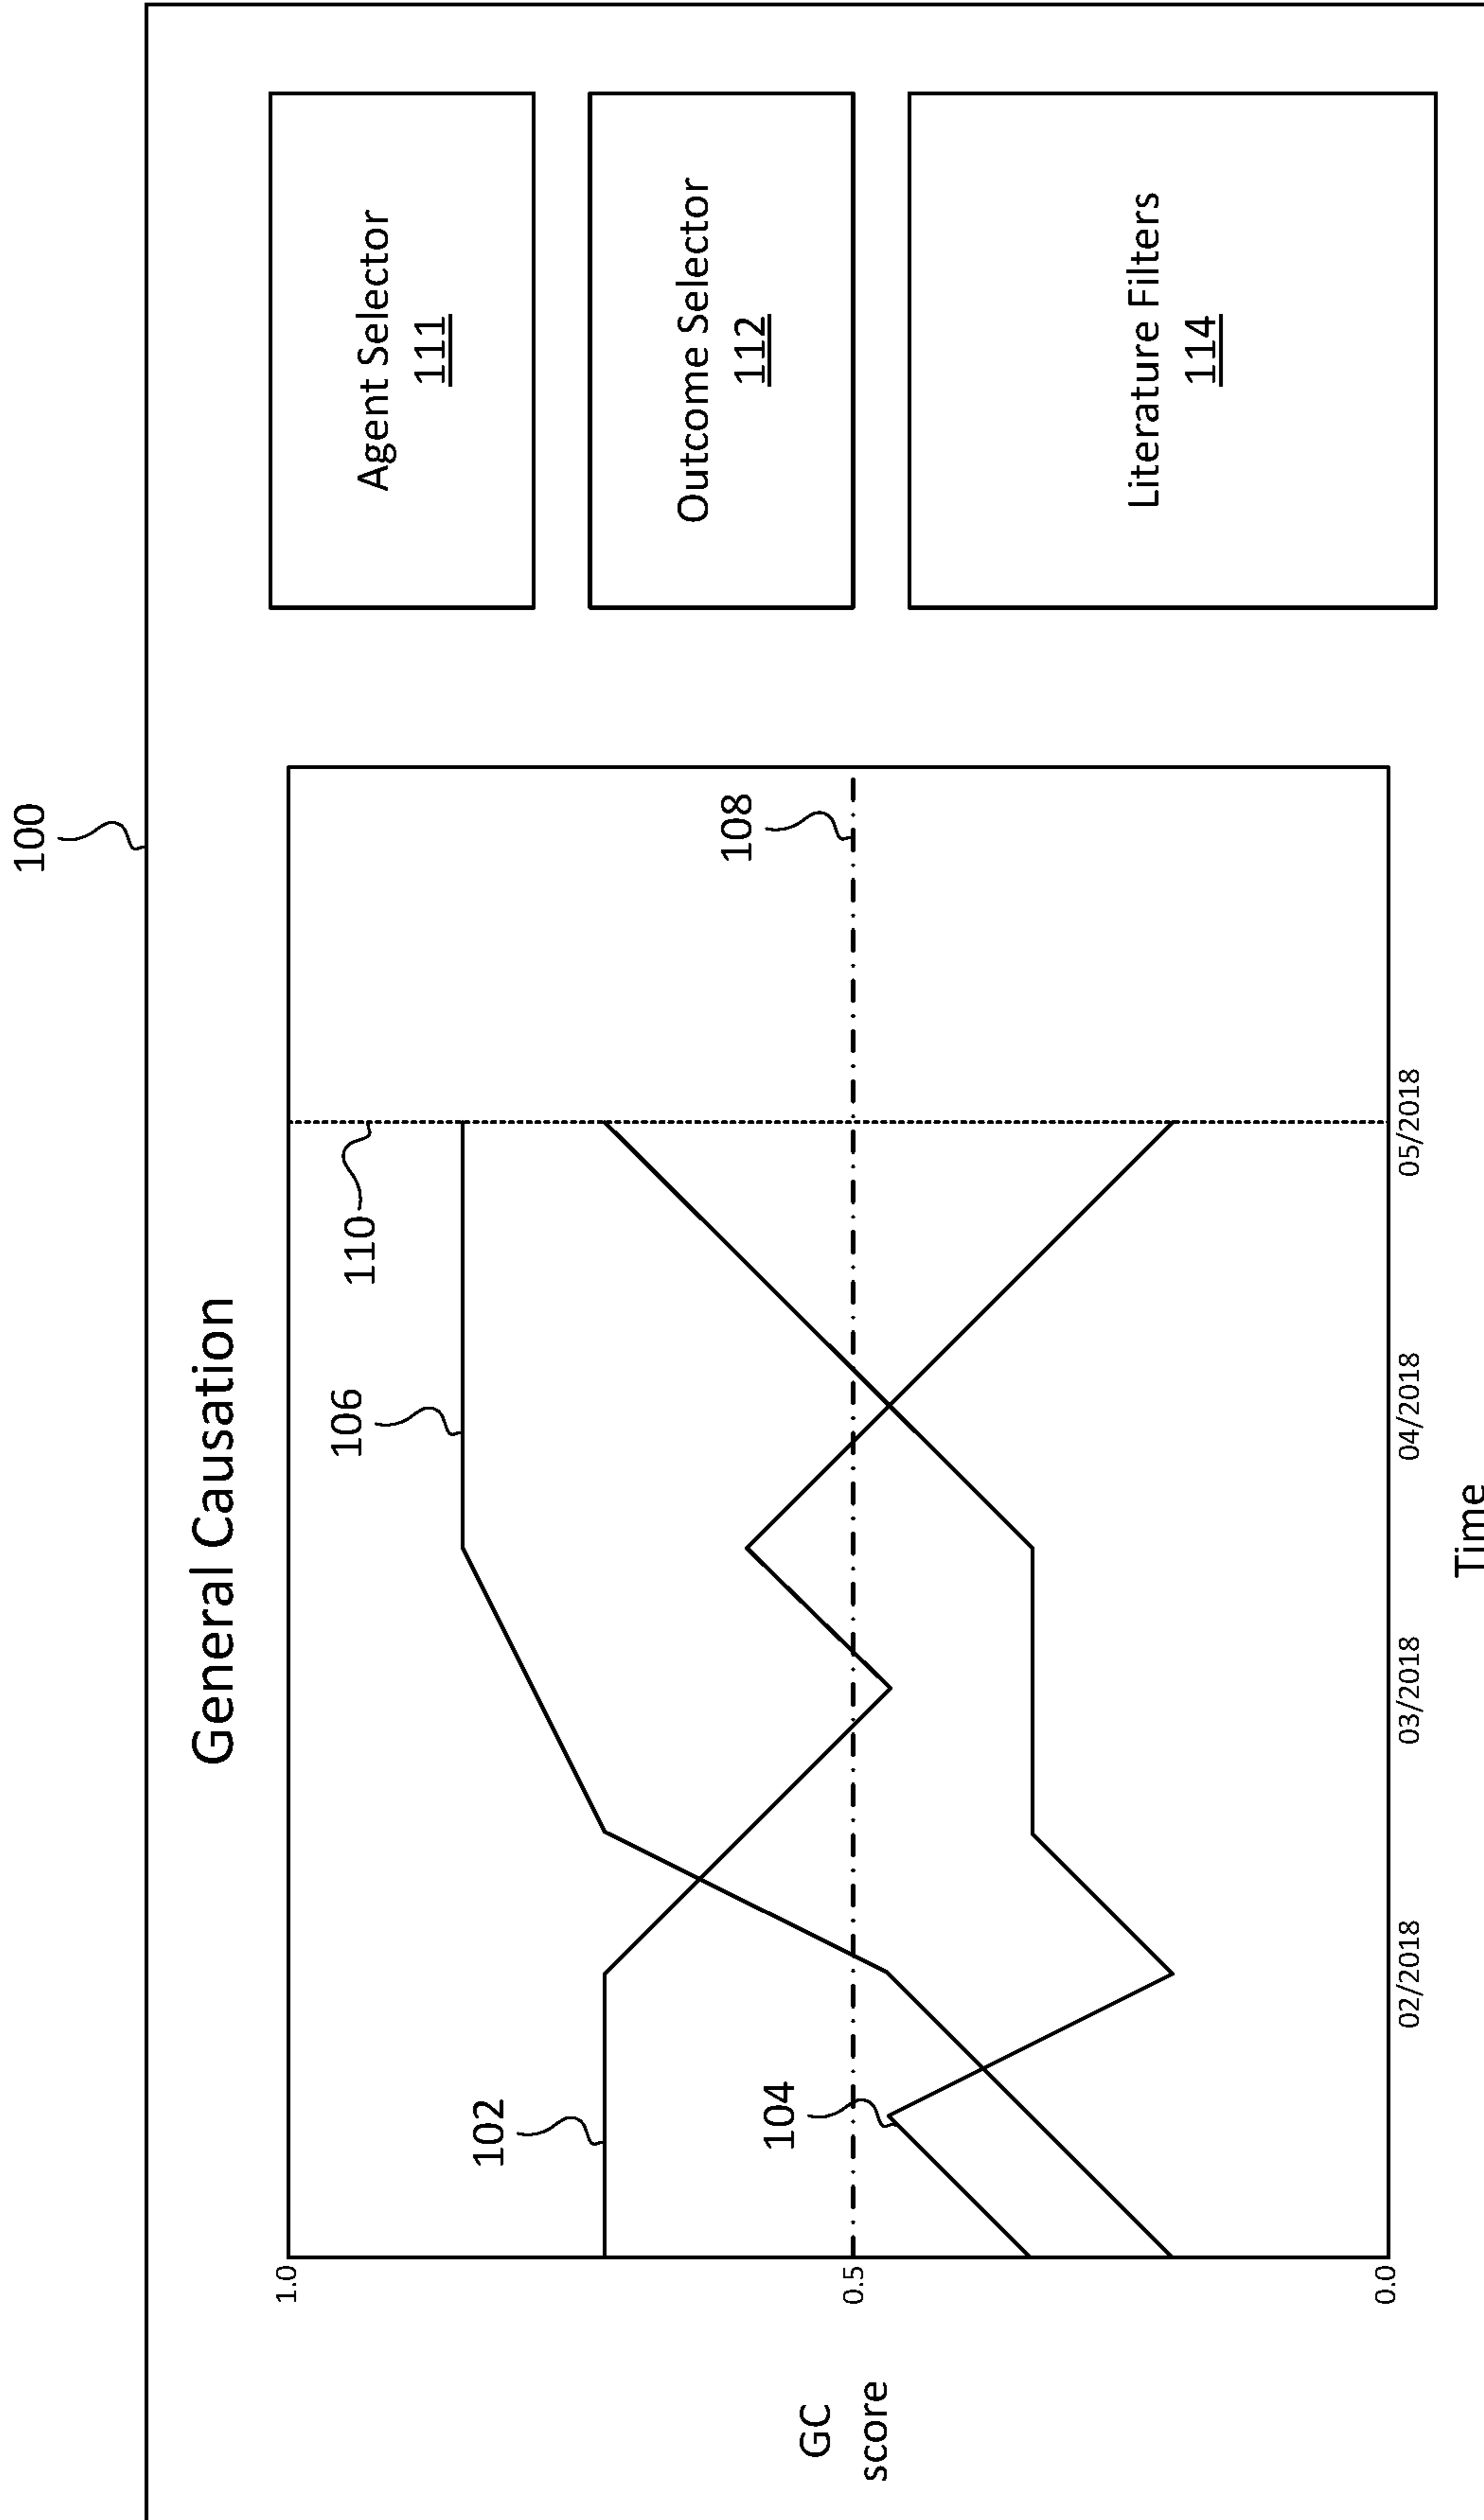 100
General Causation
110
106
102
104
108
GC
score
1.0
0.5
0.0
02/2018
03/2018
04/2018
05/2018
Time
Agent Selector
111
Outcome Selector
112
Literature Filters
114